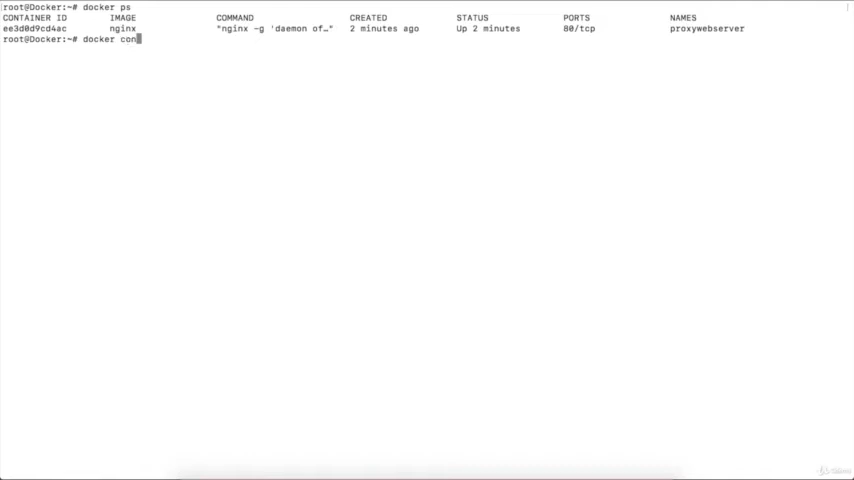 root@Docker:~# docker ps
CONTAINER ID IMAGE COMMAND CREATED STATUS PORTS NAMES
ee3d0d9cd4ac nginx "nginx -g 'daemon of…" 2 minutes ago Up 2 minutes 80/tcp proxywebserver
root@Docker:~# docker con